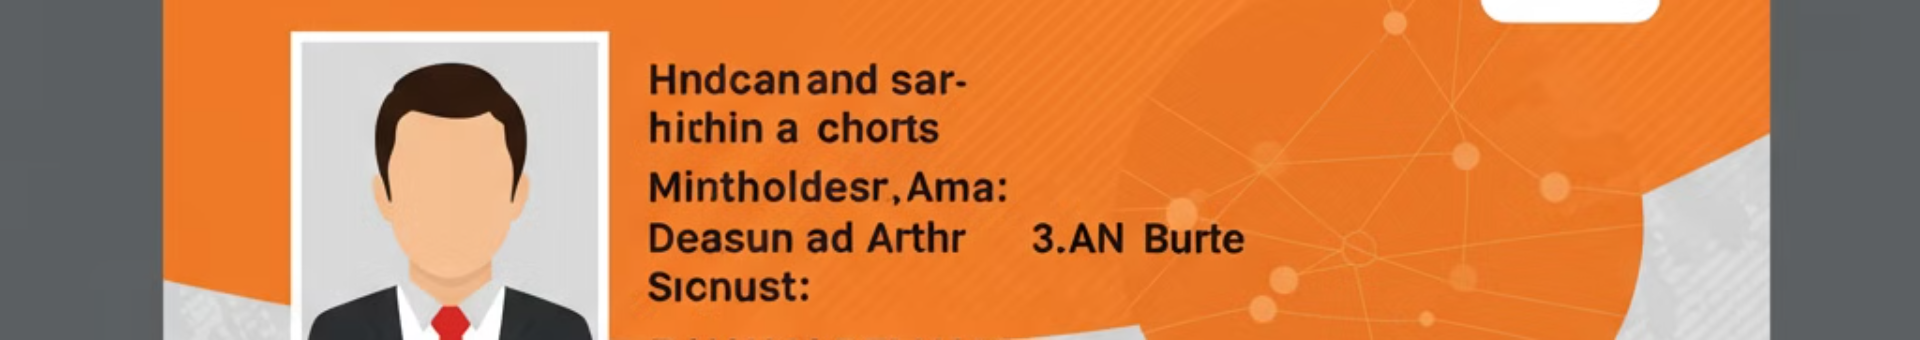 Hndcanand sar-
hithin a chorts
Mintholdesr, Ama:
Deasun ad Arthr 3.AN Burte
Sıcnust: